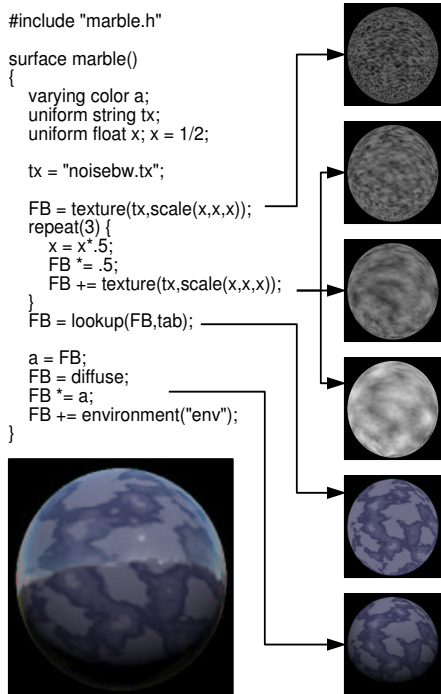 #include "marble.h"
surface marble()
{
varying color a;
uniform string tx;
uniform float x; x = 1/2;
tx = "noisebw.tx";
FB = texture(tx,scale(x,x,x));
repeat(3) {
x = x*.5;
FB *= .5;
FB += texture(tx,scale(x,x,x));
}
FB = lookup(FB,tab);
a = FB;
FB = diffuse;
FB *= a;
FB += environment("env");
}